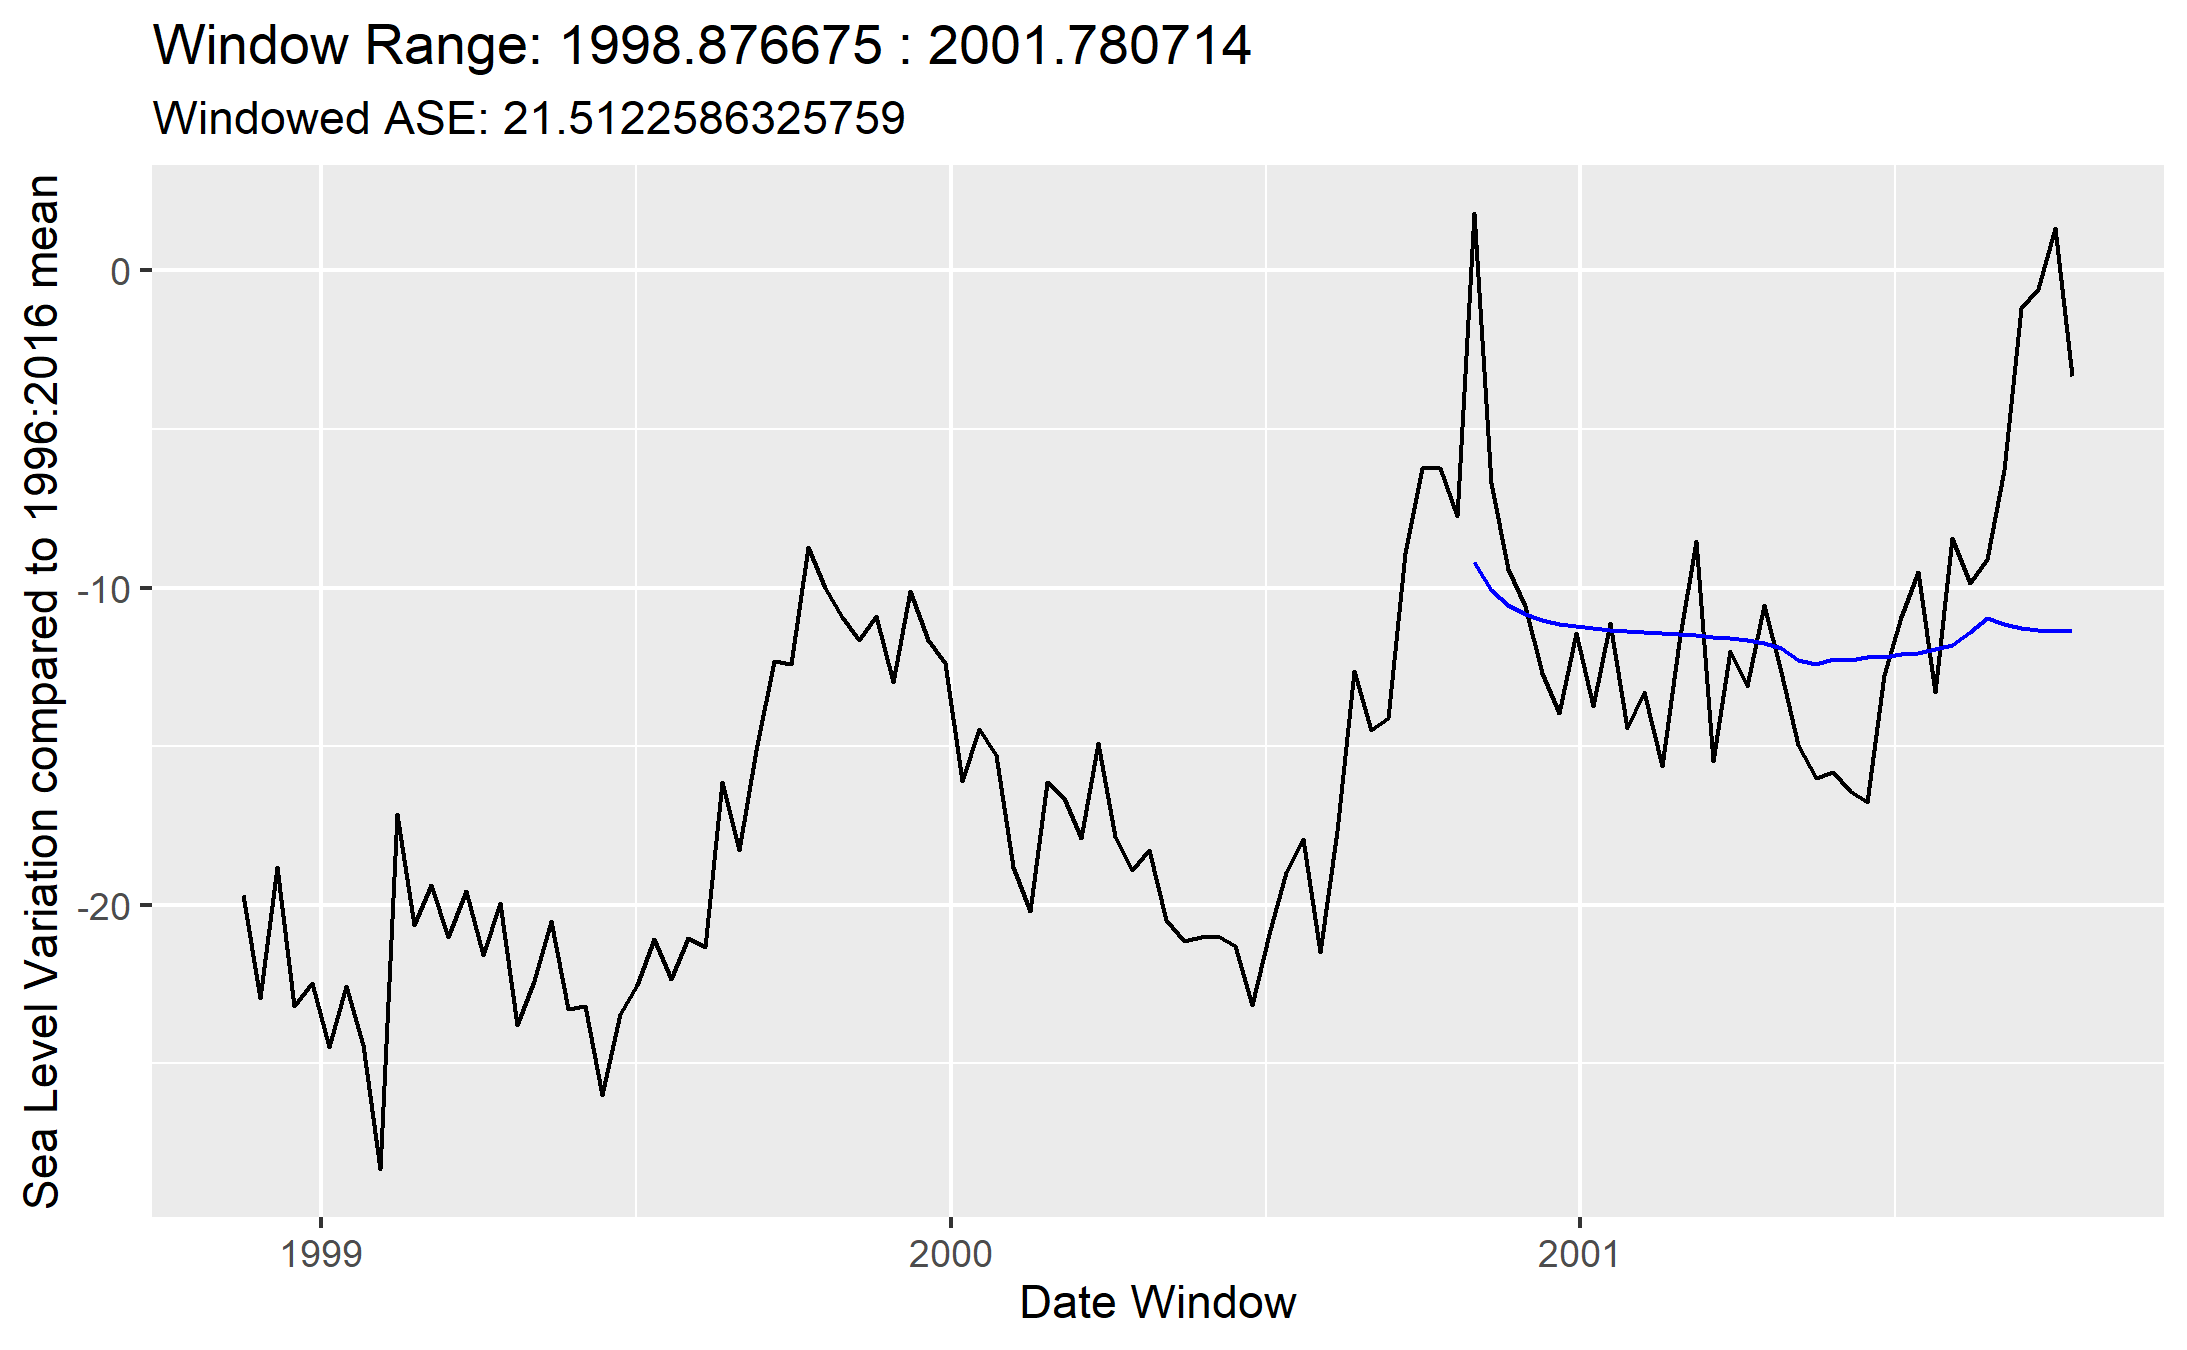 Window Range: 1998.876675 : 2001.780714
Windowed ASE: 21.5122586325759
Sea Level Variation compared to 1996:2016 mean
0
-10
-20
1999
2000
2001
Date Window